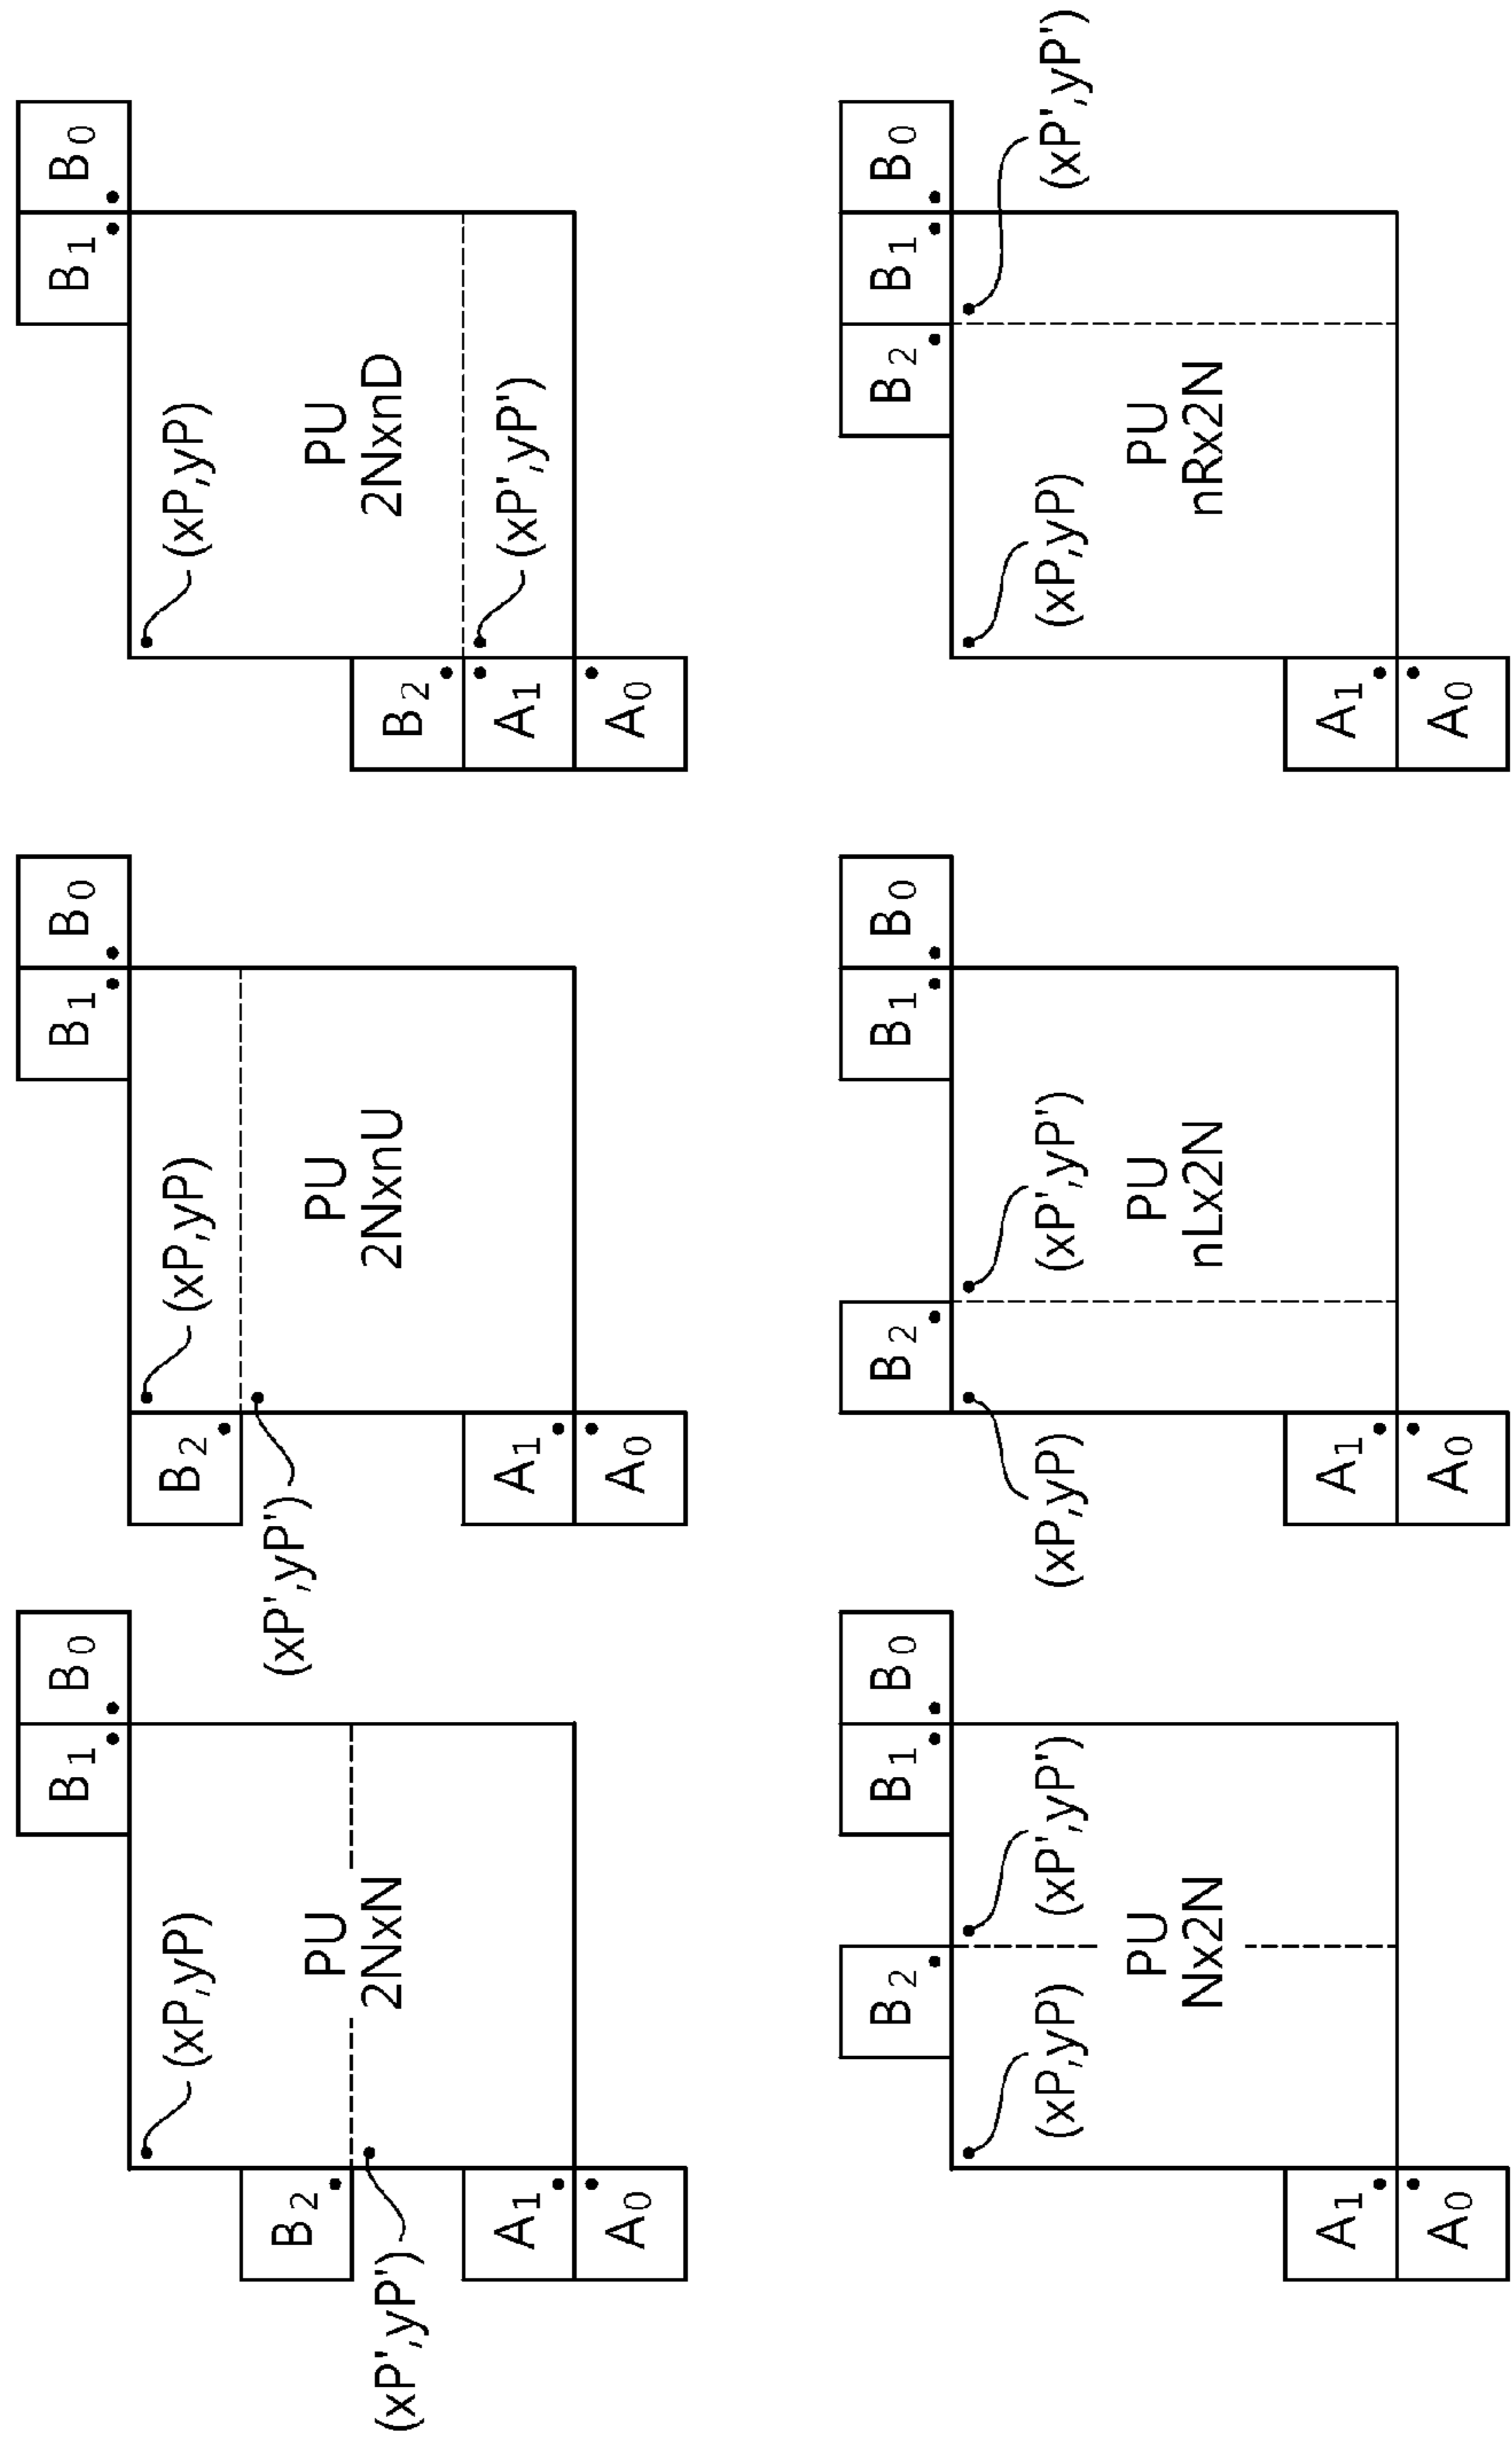 B1 B0
(xP,yP)
B2
PU
2NxN
(xP',yP')
A1
A0
B1 B0
B2 (xP,yP)
(xP',yP')
PU
2NxnU
A1
A0
B1 B0
(xP,yP)
PU
2NxnD
B2
A1 (xP',yP')
A0
B2 B1 B0
(xP,yP) (xP',yP')
PU
Nx2N
A1
A0
B2 B1 B0
(xP,yP) (xP',yP')
PU
nLx2N
A1
A0
B2 B1 B0
(xP,yP) (xP',yP')
PU
nRx2N
A1
A0